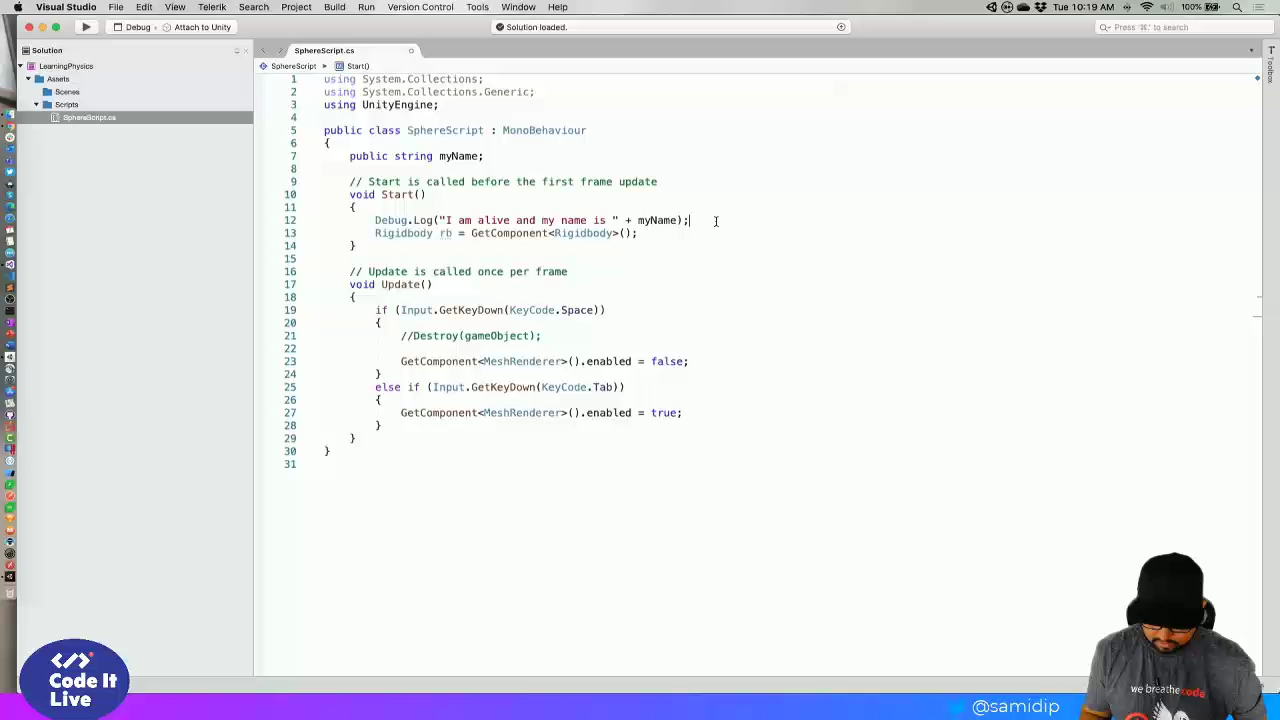 Visual Studio File Edit View Telerik Search Project Build Run Version Control Tools Window Help 100% Tue 10:19 AM
Debug Attach to Unity Solution loaded. Press '⌘.' to search
Solution SphereScript.cs
SphereScript Start() Toolbox
LearningPhysics
Assets
Scenes
Scripts
SphereScript.cs
1 using System.Collections;
2 using System.Collections.Generic;
3 using UnityEngine;
4
5 public class SphereScript : MonoBehaviour
6 {
7 public string myName;
8
9 // Start is called before the first frame update
10 void Start()
11 {
12 Debug.Log("I am alive and my name is " + myName);
13 Rigidbody rb = GetComponent<Rigidbody>();
14 }
15
16 // Update is called once per frame
17 void Update()
18 {
19 if (Input.GetKeyDown(KeyCode.Space))
20 {
21 //Destroy(gameObject);
22
23 GetComponent<MeshRenderer>().enabled = false;
24 }
25 else if (Input.GetKeyDown(KeyCode.Tab))
26 {
27 GetComponent<MeshRenderer>().enabled = true;
28 }
29 }
30 }
31
</> Code It
Live
we breathecode
@samidip